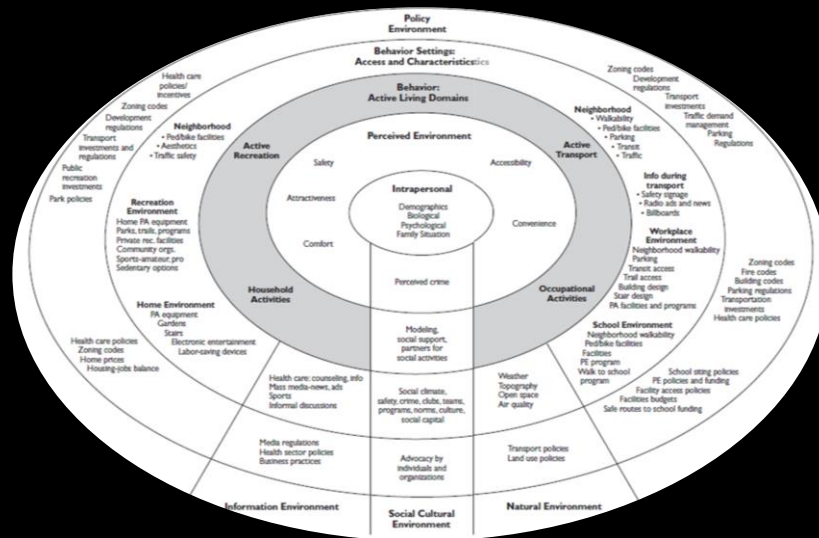 Policy
Environment
Behavior Settings:
Access and Characteristictics
Behavior:
Active Living Domains
Perceived Environment
Intrapersonal
Demographics
Biological
Psychological
Family Situation
Safety
Accessibility
Attractiveness
Convenience
Comfort
Perceived crime
Active
Recreation
Active
Transport
Household
Activities
Occupational
Activities
Modeling,
social support,
partners for
social activities
Health care
policies/
incentives
Zoning codes
Development
regulations
Transport
investments and
regulations
Public
recreation
investments
Park policies
Neighborhood
• Ped/bike facilities
• Aesthetics
• Traffic safety
Recreation
Environment
Home PA equipment
Parks, trails, programs
Private rec. facilities
Community orgs.
Sports-amateur, pro
Sedentary options
Home Environment
PA equipment
Gardens
Stairs
Electronic entertainment
Labor-saving devices
Health care policies
Zoning codes
Home prices
Housing-jobs balance
Zoning codes
Development
regulations
Transport
investments
Traffic demand
management
Parking
Regulations
Neighborhood
• Walkability
• Ped/bike facilities
• Parking
• Transit
• Traffic
Info during
transport
• Safety signage
• Radio ads and news
• Billboards
Workplace
Environment
Neighborhood walkability
Parking
Transit access
Trail access
Building design
Stair design
PA facilities and programs
Zoning codes
Fire codes
Building codes
Parking regulations
Transportation
investments
Health care policies
School Environment
Neighborhood walkability
Ped/bike facilities
Facilities
PE program
Walk to school
program
School siting policies
PE policies and funding
Facility access policies
Facilities budgets
Safe routes to school funding
Health care: counseling, info
Mass media-news, ads
Sports
Informal discussions
Social climate,
safety, crime, clubs, teams,
programs, norms, culture,
social capital
Weather
Topography
Open space
Air quality
Media regulations
Health sector policies
Business practices
Advocacy by
individuals and
organizations
Transport policies
Land use policies
Information Environment
Social Cultural
Environment
Natural Environment